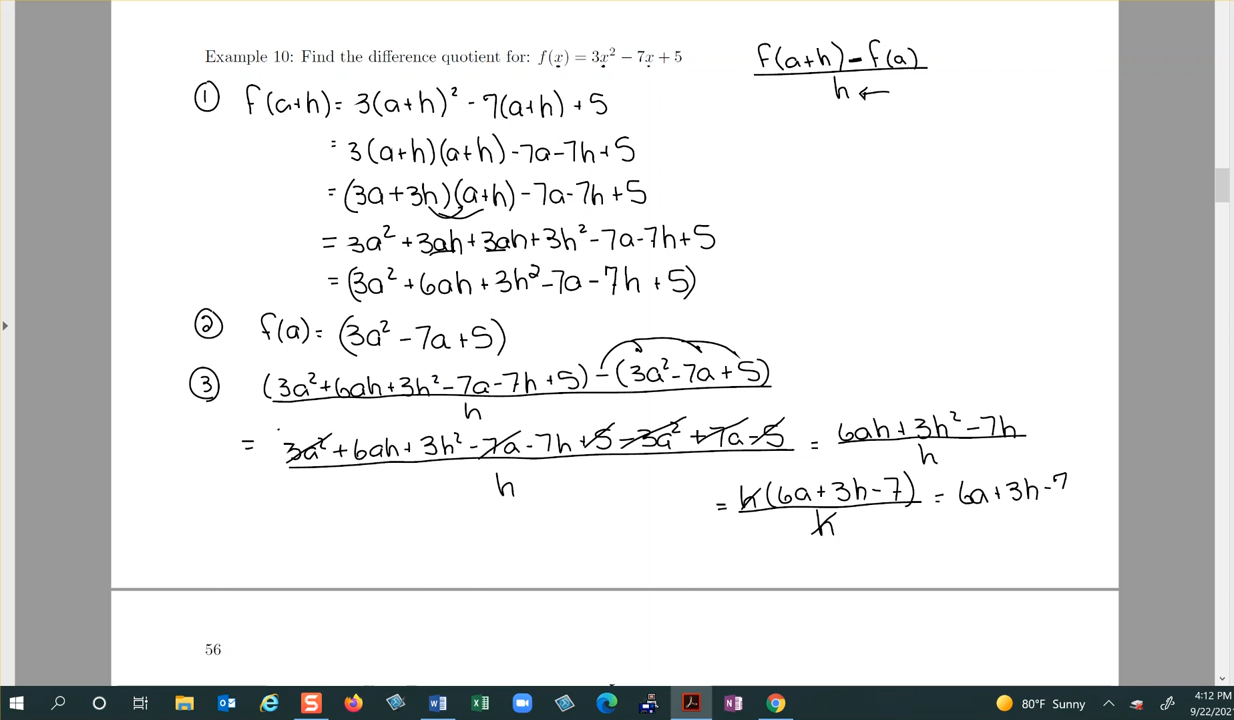 Example 10: Find the difference quotient for: f(x) = 3x² − 7x + 5
f(a+h) - f(a)
h ←
① f(a+h) = 3(a+h)² - 7(a+h) + 5
= 3(a+h)(a+h) - 7a - 7h + 5
= (3a+3h)(a+h) - 7a - 7h + 5
= 3a² + 3ah + 3ah + 3h² - 7a - 7h + 5
= (3a² + 6ah + 3h² - 7a - 7h + 5)
② f(a) = (3a² - 7a + 5)
③ (3a² + 6ah + 3h² - 7a - 7h + 5) - (3a² - 7a + 5)
h
= 3a² + 6ah + 3h² - 7a - 7h + 5 - 3a² + 7a - 5 = 6ah + 3h² - 7h
h h
= h(6a + 3h - 7) = 6a + 3h - 7
h
56
80°F Sunny
4:12 PM
9/22/202